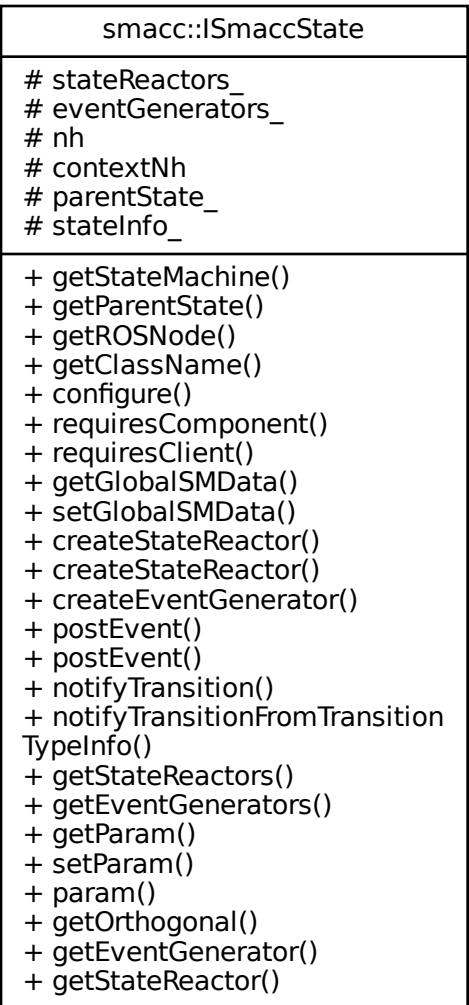 smacc::ISmaccState
# stateReactors_
# eventGenerators_
# nh
# contextNh
# parentState_
# stateInfo_
+ getStateMachine()
+ getParentState()
+ getROSNode()
+ getClassName()
+ configure()
+ requiresComponent()
+ requiresClient()
+ getGlobalSMData()
+ setGlobalSMData()
+ createStateReactor()
+ createStateReactor()
+ createEventGenerator()
+ postEvent()
+ postEvent()
+ notifyTransition()
+ notifyTransitionFromTransition
TypeInfo()
+ getStateReactors()
+ getEventGenerators()
+ getParam()
+ setParam()
+ param()
+ getOrthogonal()
+ getEventGenerator()
+ getStateReactor()